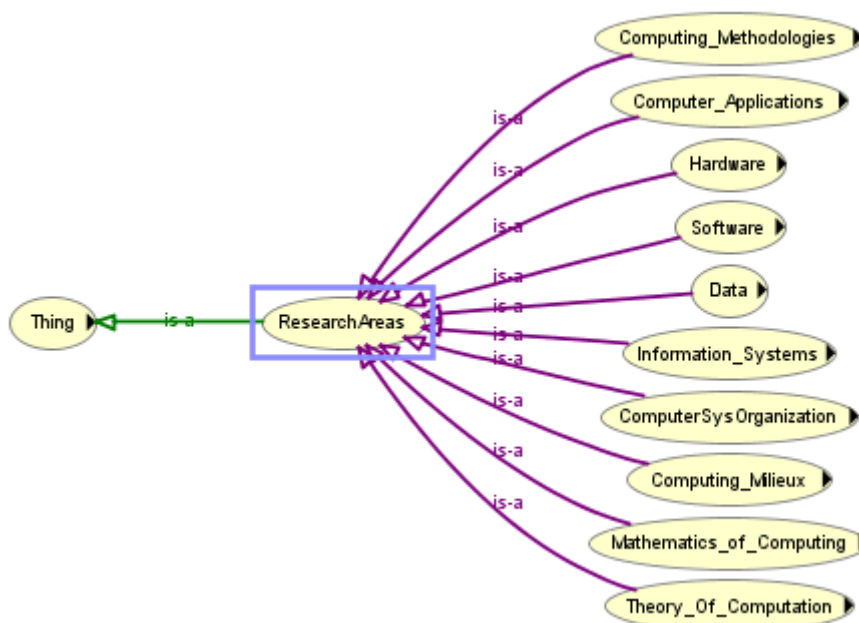 Computing_Methodologies
is-a
Computer_Applications
is-a
Hardware
is-a
Software
is-a
Data
is-a
Thing
is-a
ResearchAreas
is-a
Information_Systems
is-a
ComputerSysOrganization
is-a
Computing_Milieux
is-a
Mathematics_of_Computing
is-a
Theory_Of_Computation